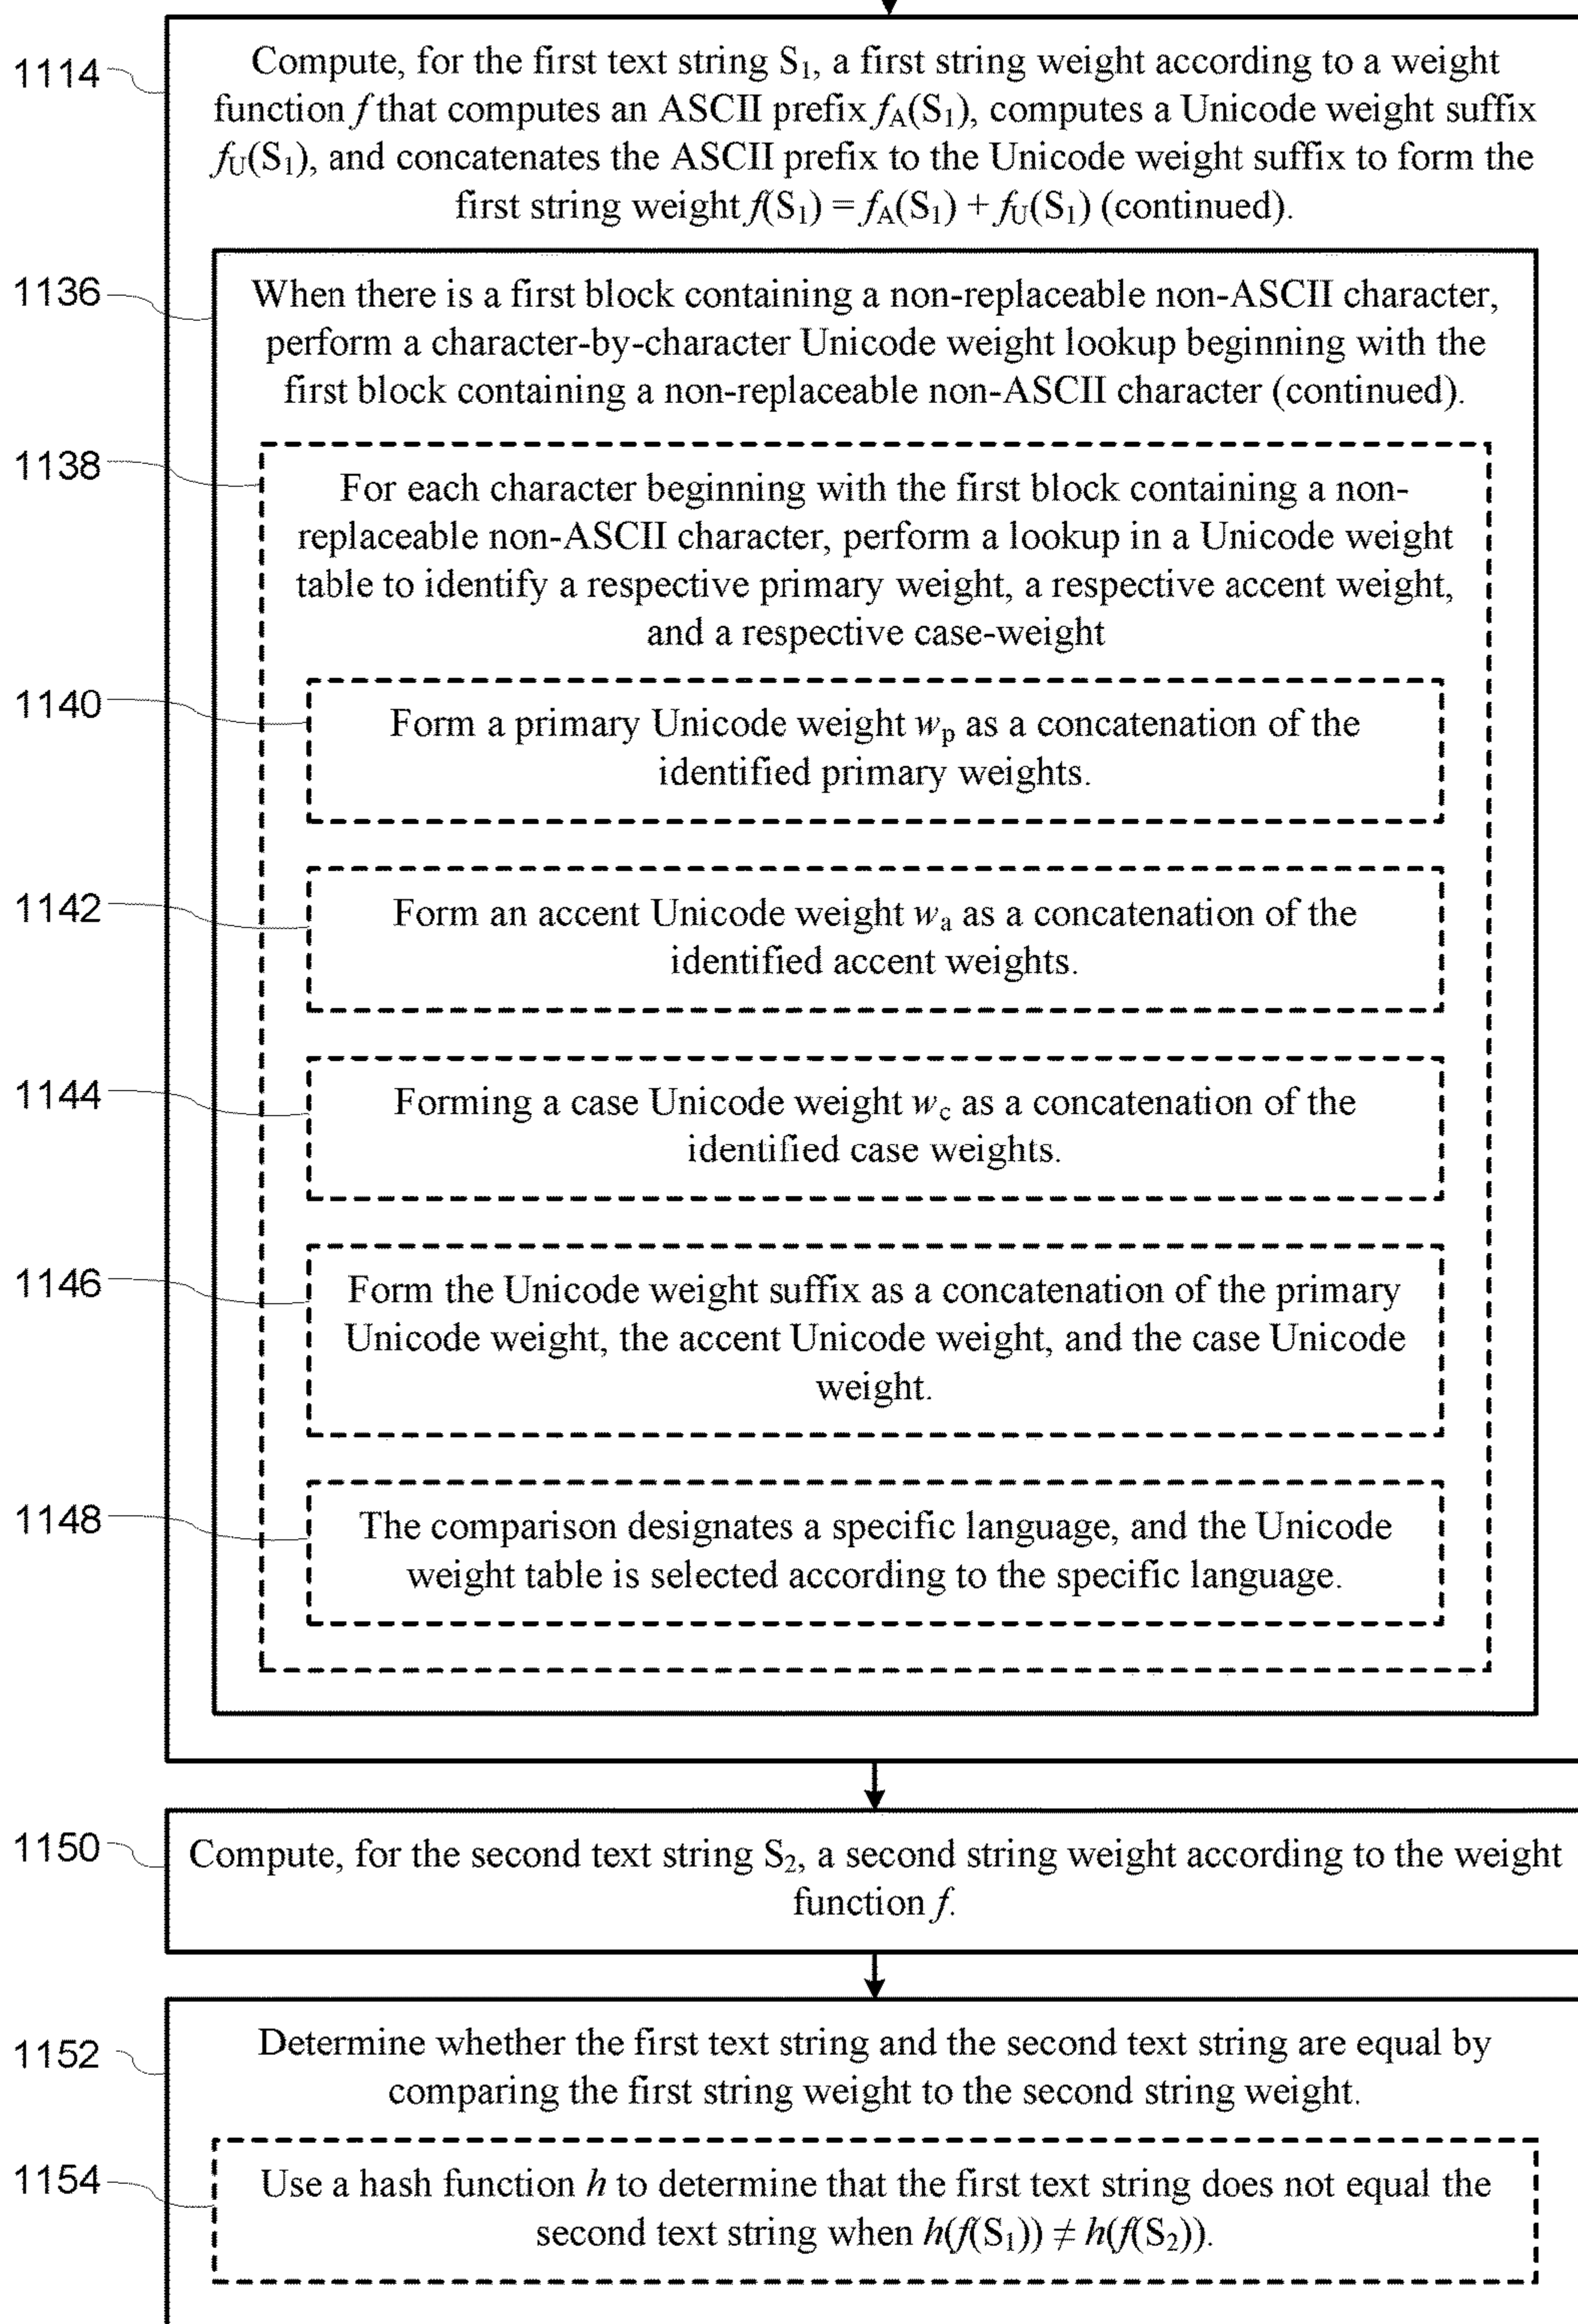 1114
Compute, for the first text string S₁, a first string weight according to a weight
function f that computes an ASCII prefix f_A(S₁), computes a Unicode weight suffix
f_U(S₁), and concatenates the ASCII prefix to the Unicode weight suffix to form the
first string weight f(S₁) = f_A(S₁) + f_U(S₁) (continued).
1136
When there is a first block containing a non-replaceable non-ASCII character,
perform a character-by-character Unicode weight lookup beginning with the
first block containing a non-replaceable non-ASCII character (continued).
1138
For each character beginning with the first block containing a non-
replaceable non-ASCII character, perform a lookup in a Unicode weight
table to identify a respective primary weight, a respective accent weight,
and a respective case-weight
1140
Form a primary Unicode weight w_p as a concatenation of the
identified primary weights.
1142
Form an accent Unicode weight w_a as a concatenation of the
identified accent weights.
1144
Forming a case Unicode weight w_c as a concatenation of the
identified case weights.
1146
Form the Unicode weight suffix as a concatenation of the primary
Unicode weight, the accent Unicode weight, and the case Unicode
weight.
1148
The comparison designates a specific language, and the Unicode
weight table is selected according to the specific language.
1150
Compute, for the second text string S₂, a second string weight according to the weight
function f.
1152
Determine whether the first text string and the second text string are equal by
comparing the first string weight to the second string weight.
1154
Use a hash function h to determine that the first text string does not equal the
second text string when h(f(S₁)) ≠ h(f(S₂)).